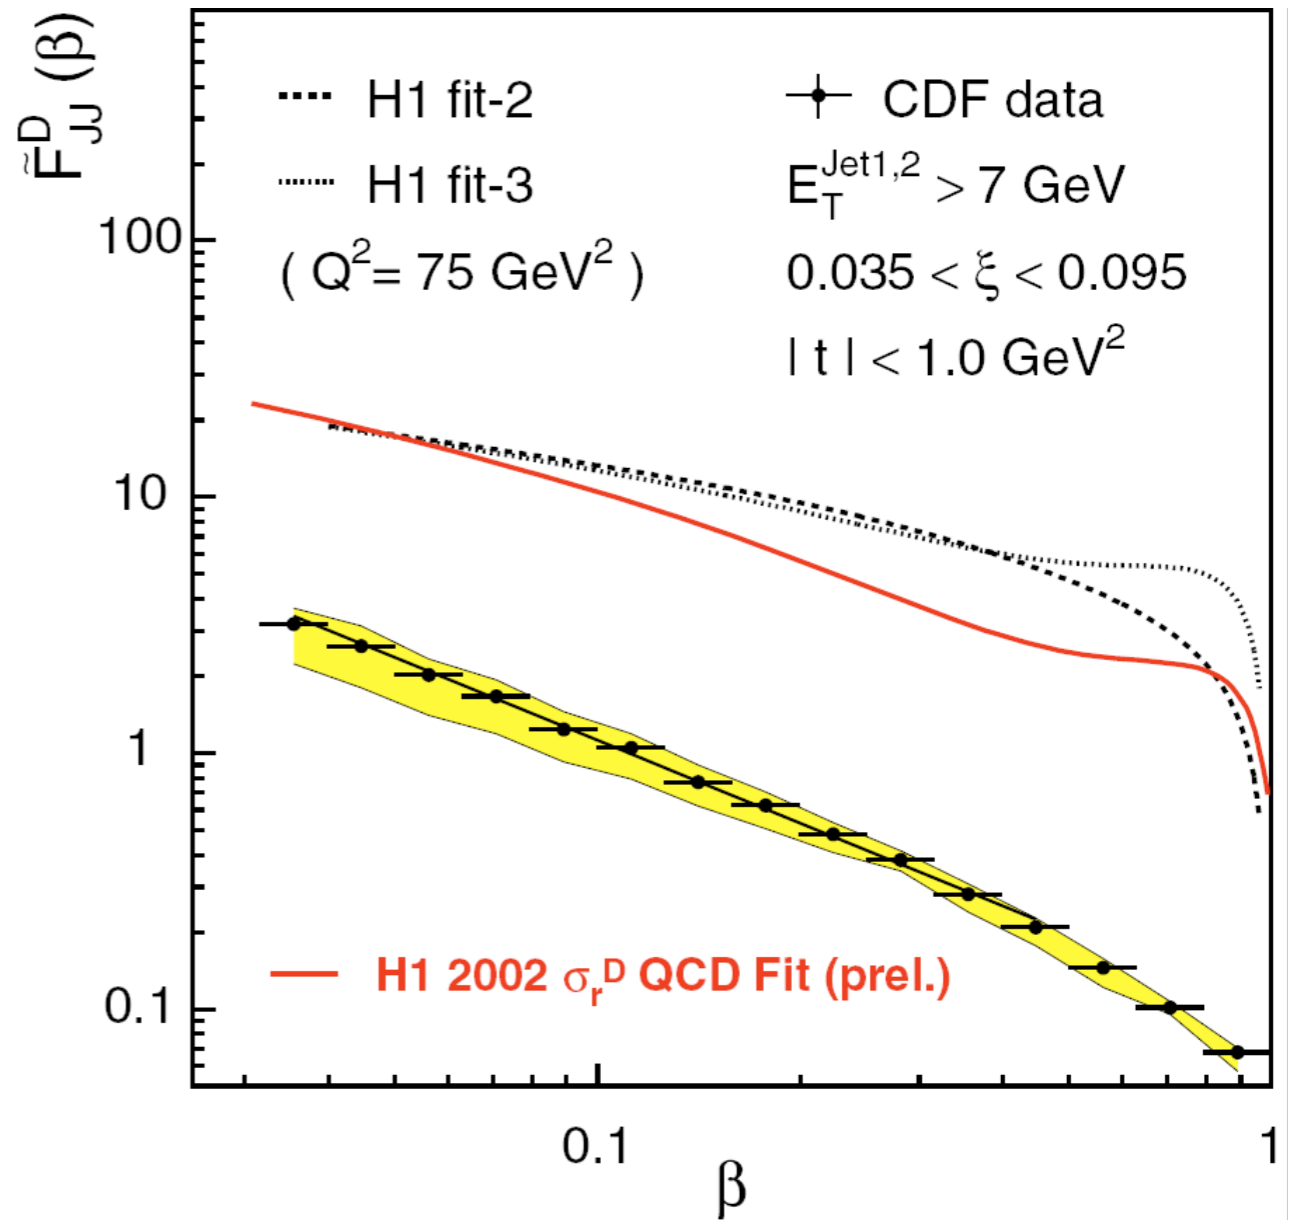 F̃ᴰJJ (β)
H1 fit-2
H1 fit-3
( Q²= 75 GeV² )
CDF data
E_T^Jet1,2 > 7 GeV
0.035 < ξ < 0.095
| t | < 1.0 GeV²
100
10
1
0.1
H1 2002 σ_r^D QCD Fit (prel.)
0.1
1
β